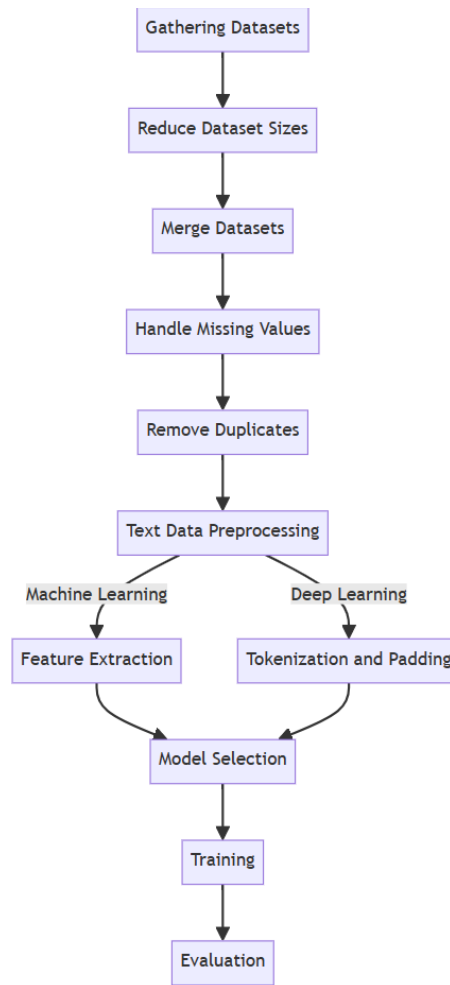 Gathering Datasets
Reduce Dataset Sizes
Merge Datasets
Handle Missing Values
Remove Duplicates
Text Data Preprocessing
Machine Learning
Deep Learning
Feature Extraction
Tokenization and Padding
Model Selection
Training
Evaluation